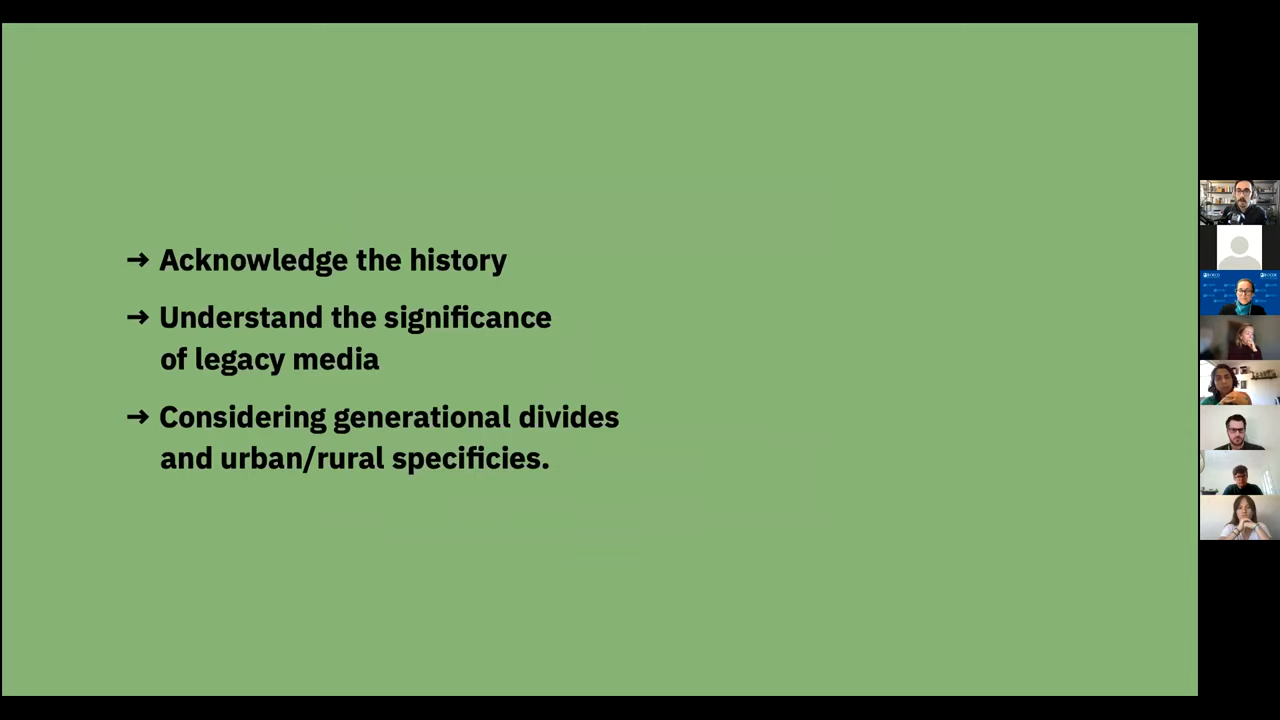 → Acknowledge the history
→ Understand the significance
of legacy media
→ Considering generational divides
and urban/rural specificies.